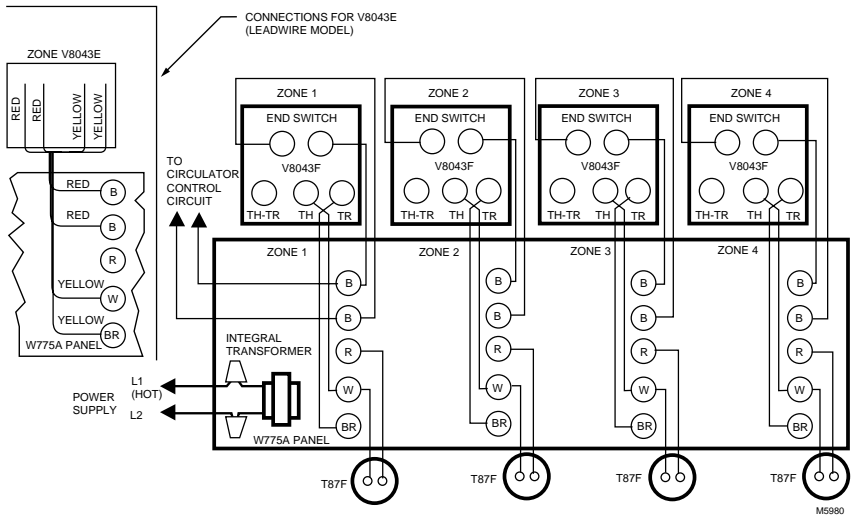 CONNECTIONS FOR V8043E
(LEADWIRE MODEL)
ZONE V8043E
RED
RED
YELLOW
YELLOW
RED
B
RED
B
R
YELLOW
W
YELLOW
BR
W775A PANEL
TO
CIRCULATOR
CONTROL
CIRCUIT
ZONE 1
END SWITCH
V8043F
TH-TR
TH
TR
ZONE 2
END SWITCH
V8043F
TH-TR
TH
TR
ZONE 3
END SWITCH
V8043F
TH-TR
TH
TR
ZONE 4
END SWITCH
V8043F
TH-TR
TH
TR
ZONE 1
B
B
R
W
BR
ZONE 2
B
B
R
W
BR
ZONE 3
B
B
R
W
BR
ZONE 4
B
B
R
W
BR
INTEGRAL
TRANSFORMER
POWER
SUPPLY
L1
(HOT)
L2
W775A PANEL
T87F
T87F
T87F
T87F
M5980